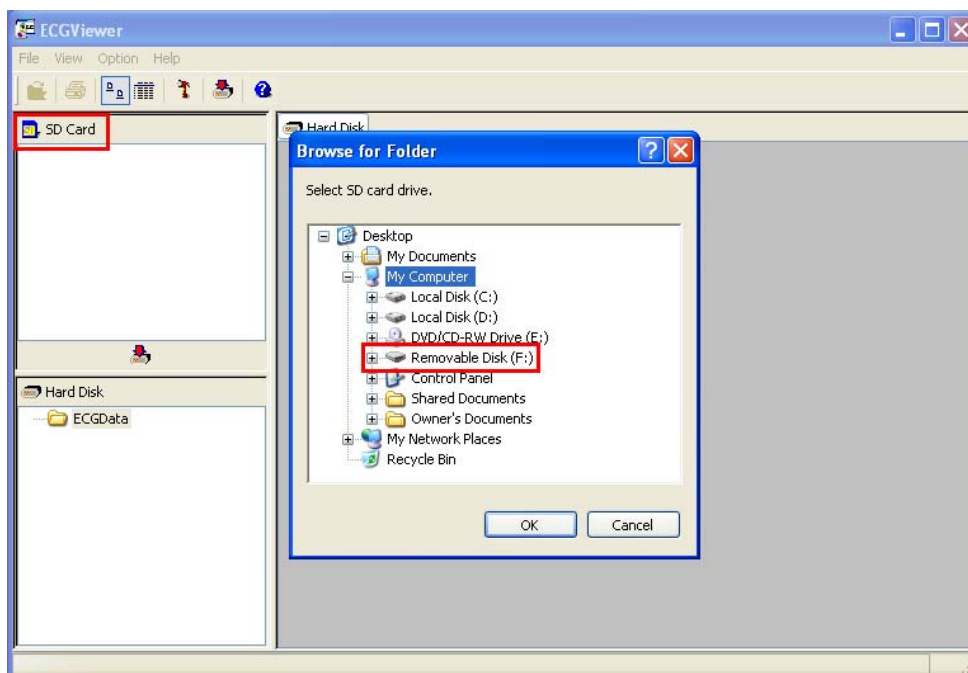 ECGViewer
File View Option Help
SD Card
Hard Disk
Browse for Folder
Select SD card drive.
Desktop
My Documents
My Computer
Local Disk (C:)
Local Disk (D:)
DVD/CD-RW Drive (E:)
Removable Disk (F:)
Control Panel
Shared Documents
Owner's Documents
My Network Places
Recycle Bin
OK Cancel
Hard Disk
ECGData